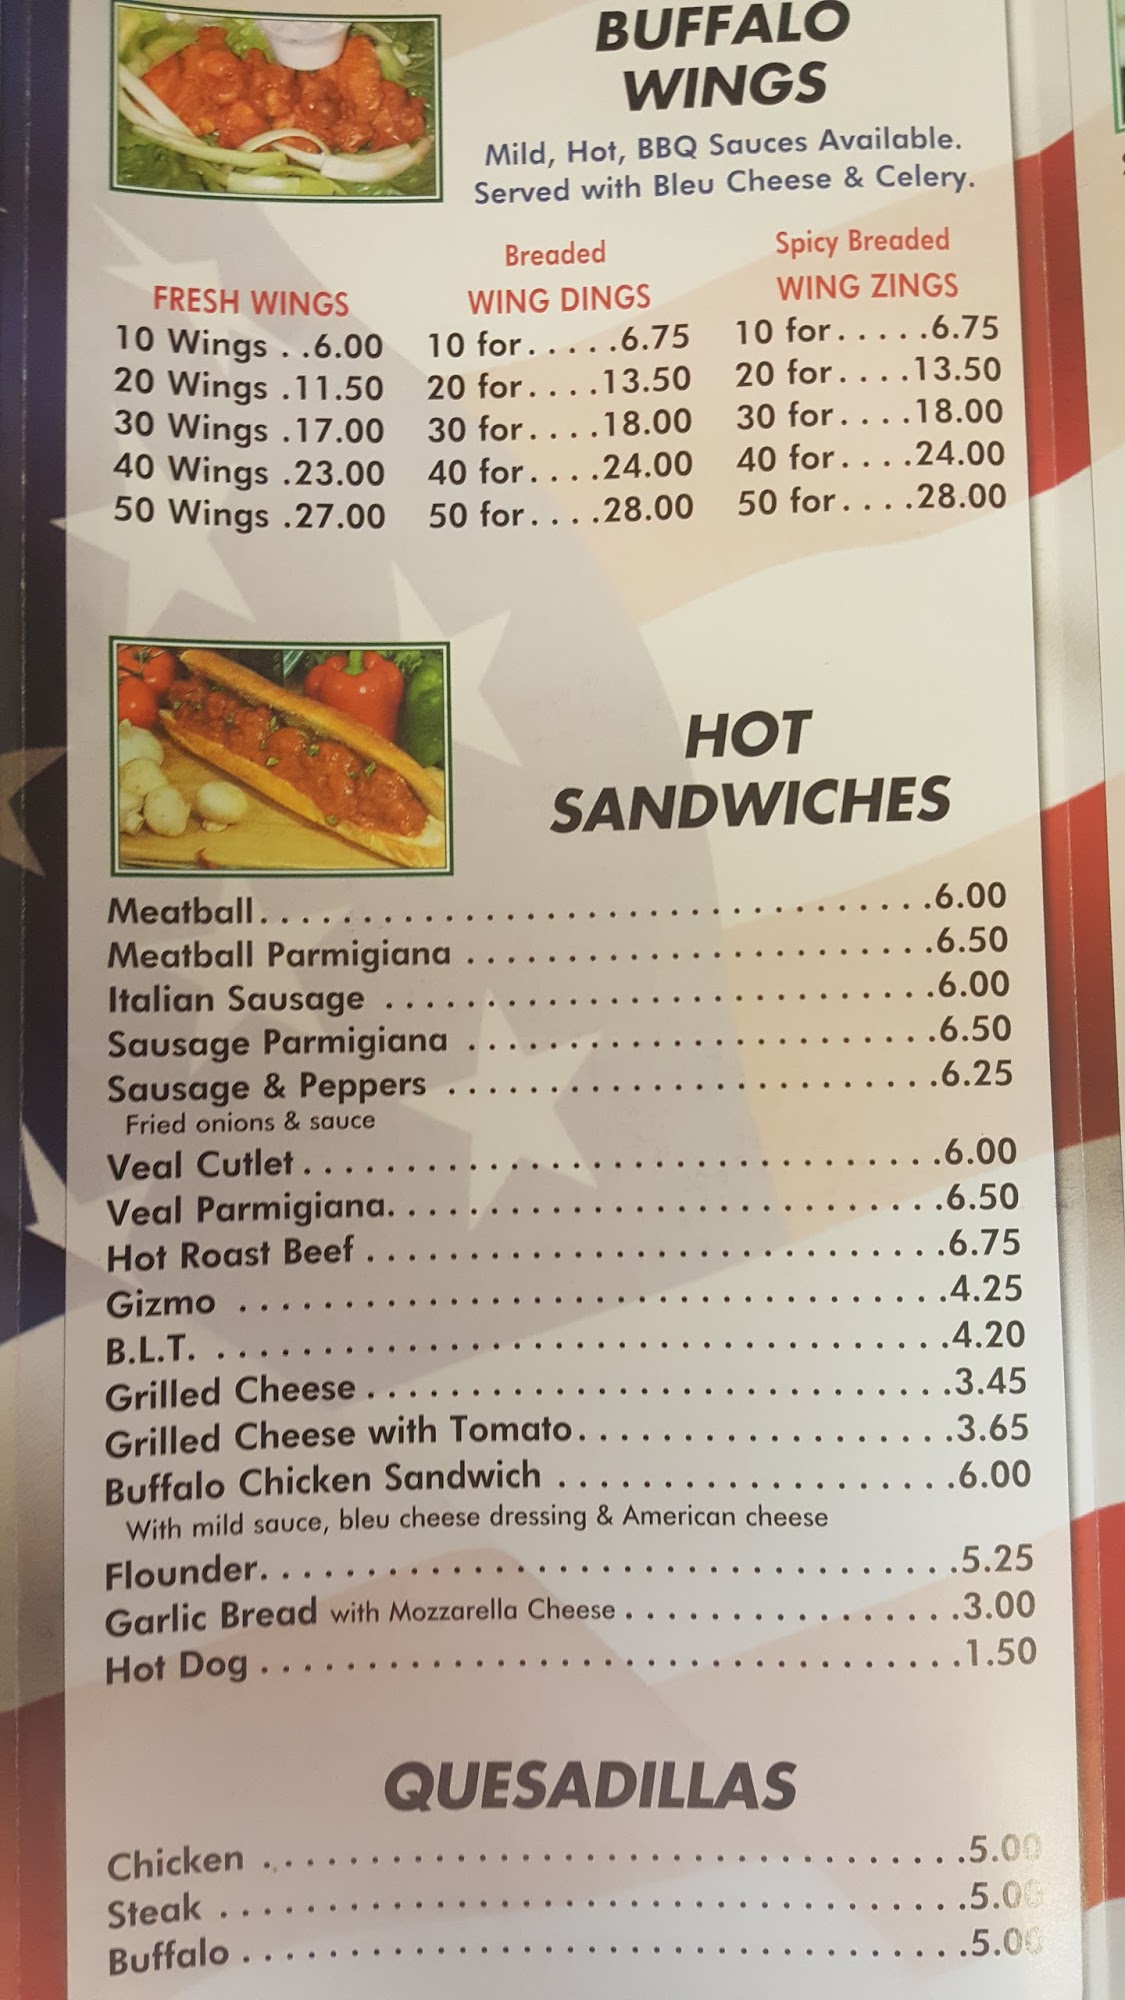 BUFFALO
WINGS
Mild, Hot, BBQ Sauces Available.
Served with Bleu Cheese & Celery.
FRESH WINGS
10 Wings . .6.00
20 Wings .11.50
30 Wings .17.00
40 Wings .23.00
50 Wings .27.00
Breaded
WING DINGS
10 for. . . . .6.75
20 for. . . .13.50
30 for. . . .18.00
40 for. . . .24.00
50 for. . . .28.00
Spicy Breaded
WING ZINGS
10 for. . . . .6.75
20 for. . . .13.50
30 for. . . .18.00
40 for. . . .24.00
50 for. . . .28.00
HOT
SANDWICHES
Meatball. . . . . . . . . . . . . . . . . . . . . . . . . . . . . . . . .6.00
Meatball Parmigiana . . . . . . . . . . . . . . . . . . . . . . . .6.50
Italian Sausage . . . . . . . . . . . . . . . . . . . . . . . . . . . .6.00
Sausage Parmigiana . . . . . . . . . . . . . . . . . . . . . . . .6.50
Sausage & Peppers . . . . . . . . . . . . . . . . . . . . . . . . .6.25
Fried onions & sauce
Veal Cutlet . . . . . . . . . . . . . . . . . . . . . . . . . . . . . . .6.00
Veal Parmigiana. . . . . . . . . . . . . . . . . . . . . . . . . . .6.50
Hot Roast Beef . . . . . . . . . . . . . . . . . . . . . . . . . . . .6.75
Gizmo . . . . . . . . . . . . . . . . . . . . . . . . . . . . . . . . . .4.25
B.L.T. . . . . . . . . . . . . . . . . . . . . . . . . . . . . . . . . . .4.20
Grilled Cheese . . . . . . . . . . . . . . . . . . . . . . . . . . . .3.45
Grilled Cheese with Tomato. . . . . . . . . . . . . . . . . .3.65
Buffalo Chicken Sandwich . . . . . . . . . . . . . . . . . . .6.00
With mild sauce, bleu cheese dressing & American cheese
Flounder. . . . . . . . . . . . . . . . . . . . . . . . . . . . . . . . .5.25
Garlic Bread with Mozzarella Cheese . . . . . . . . . . . . . . . .3.00
Hot Dog . . . . . . . . . . . . . . . . . . . . . . . . . . . . . . . . .1.50
QUESADILLAS
Chicken . . . . . . . . . . . . . . . . . . . . . . . . . . . . . . . . .5.00
Steak . . . . . . . . . . . . . . . . . . . . . . . . . . . . . . . . . . .5.00
Buffalo . . . . . . . . . . . . . . . . . . . . . . . . . . . . . . . . . .5.00